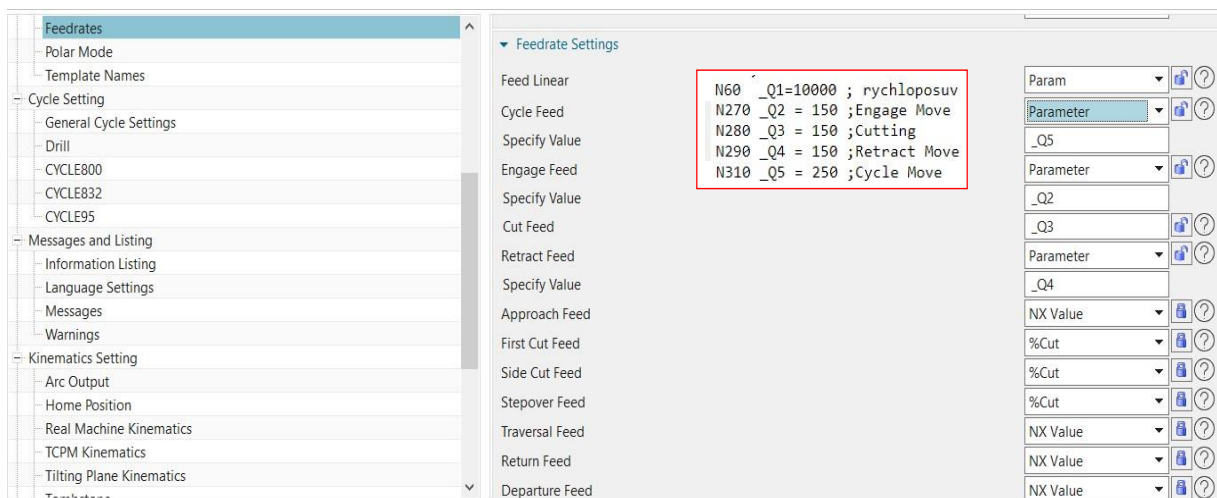 Feedrates
Polar Mode
Template Names
Cycle Setting
General Cycle Settings
Drill
CYCLE800
CYCLE832
CYCLE95
Messages and Listing
Information Listing
Language Settings
Messages
Warnings
Kinematics Setting
Arc Output
Home Position
Real Machine Kinematics
TCPM Kinematics
Tilting Plane Kinematics
Feedrate Settings
Feed Linear Param
Cycle Feed Parameter
Specify Value _Q5
Engage Feed Parameter
Specify Value _Q2
Cut Feed _Q3
Retract Feed Parameter
Specify Value _Q4
Approach Feed NX Value
First Cut Feed %Cut
Side Cut Feed %Cut
Stepover Feed %Cut
Traversal Feed NX Value
Return Feed NX Value
Departure Feed NX Value
N60 _Q1=10000 ; rychloposuv
N270 _Q2 = 150 ;Engage Move
N280 _Q3 = 150 ;Cutting
N290 _Q4 = 150 ;Retract Move
N310 _Q5 = 250 ;Cycle Move